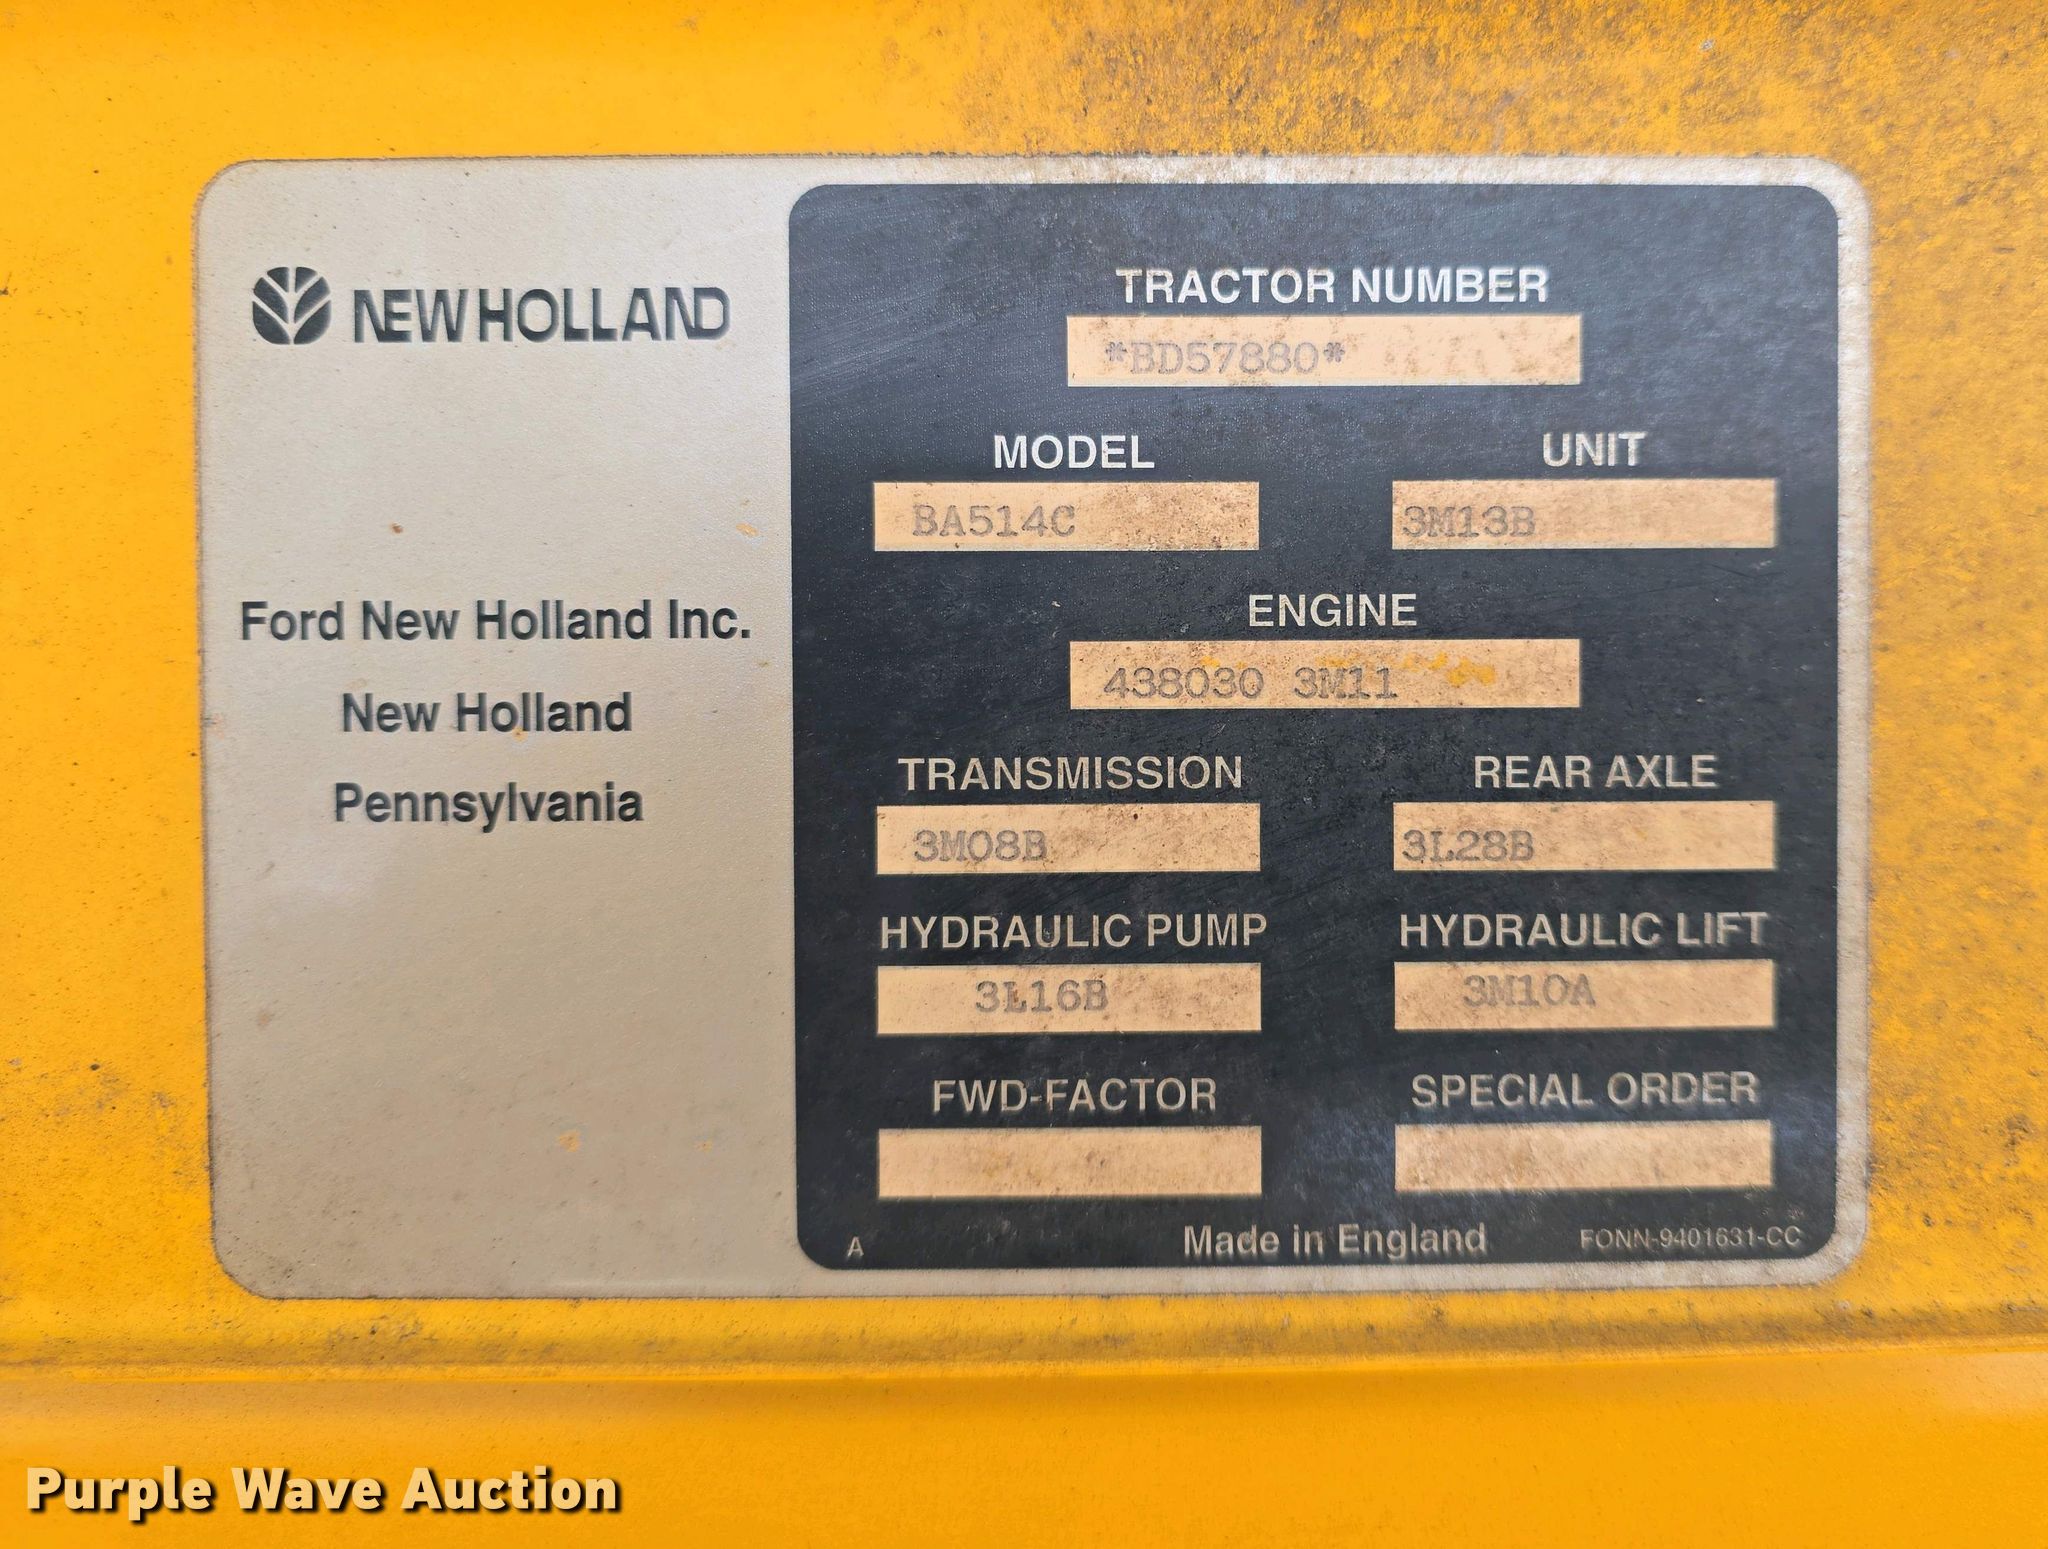 NEW HOLLAND
Ford New Holland Inc.
New Holland
Pennsylvania
TRACTOR NUMBER
*BD57880*
MODEL UNIT
BA514C 3M13B
ENGINE
438030 3M11
TRANSMISSION REAR AXLE
3M08B 3L28B
HYDRAULIC PUMP HYDRAULIC LIFT
3L16B 3M10A
FWD-FACTOR SPECIAL ORDER
A Made in England FONN-9401631-CC
Purple Wave Auction